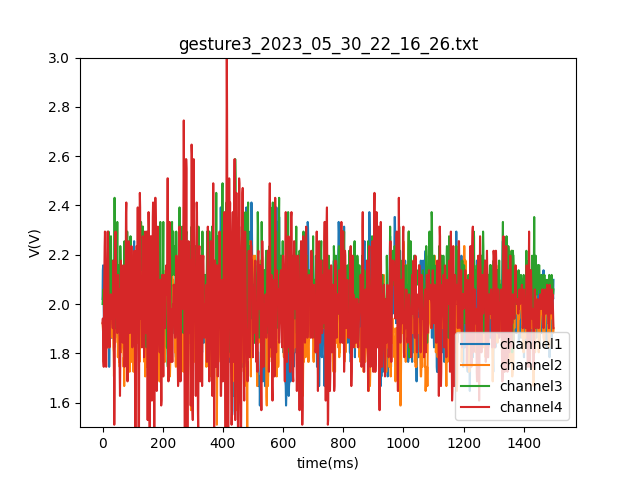 gesture3_2023_05_30_22_16_26.txt
3.0
2.8
2.6
2.4
2.2
2.0
1.8
1.6
V(V)
channel1
channel2
channel3
channel4
0 200 400 600 800 1000 1200 1400
time(ms)